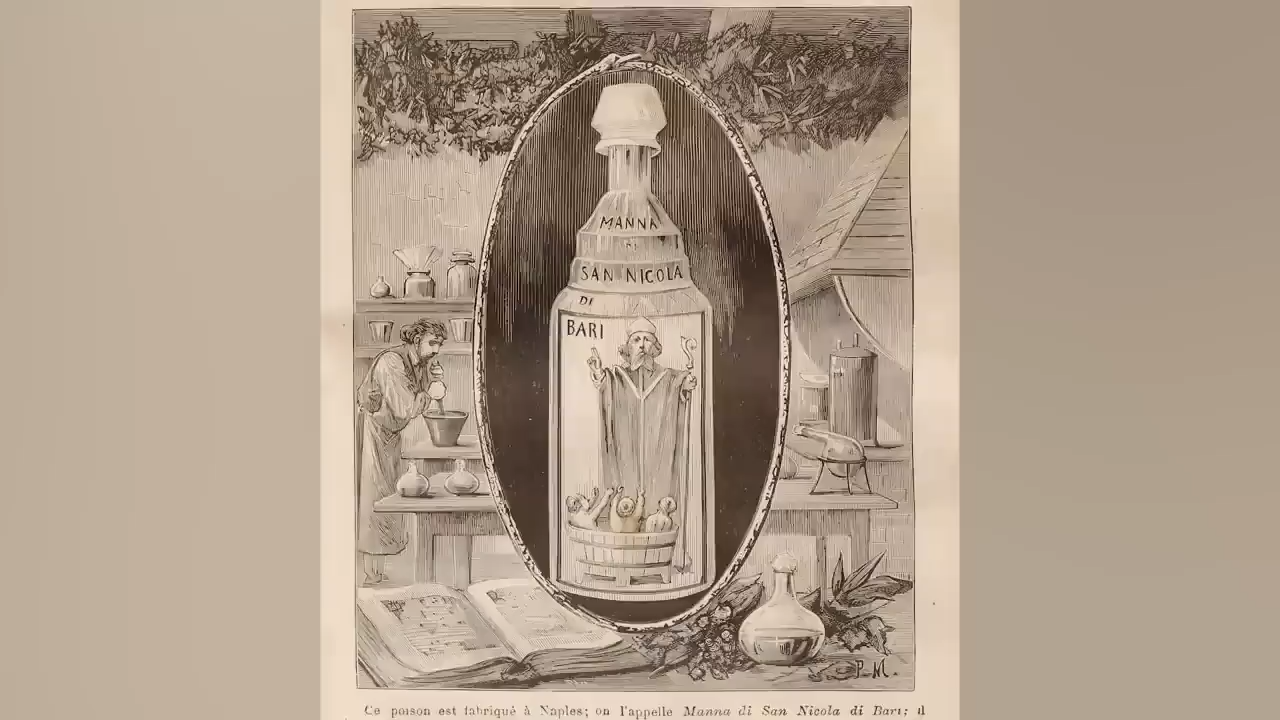 MANNA
DI
SAN NICOLA
DI
BARI
P.M.
Ce poison est fabriqué à Naples; on l'appelle Manna di San Nicola di Bari; il